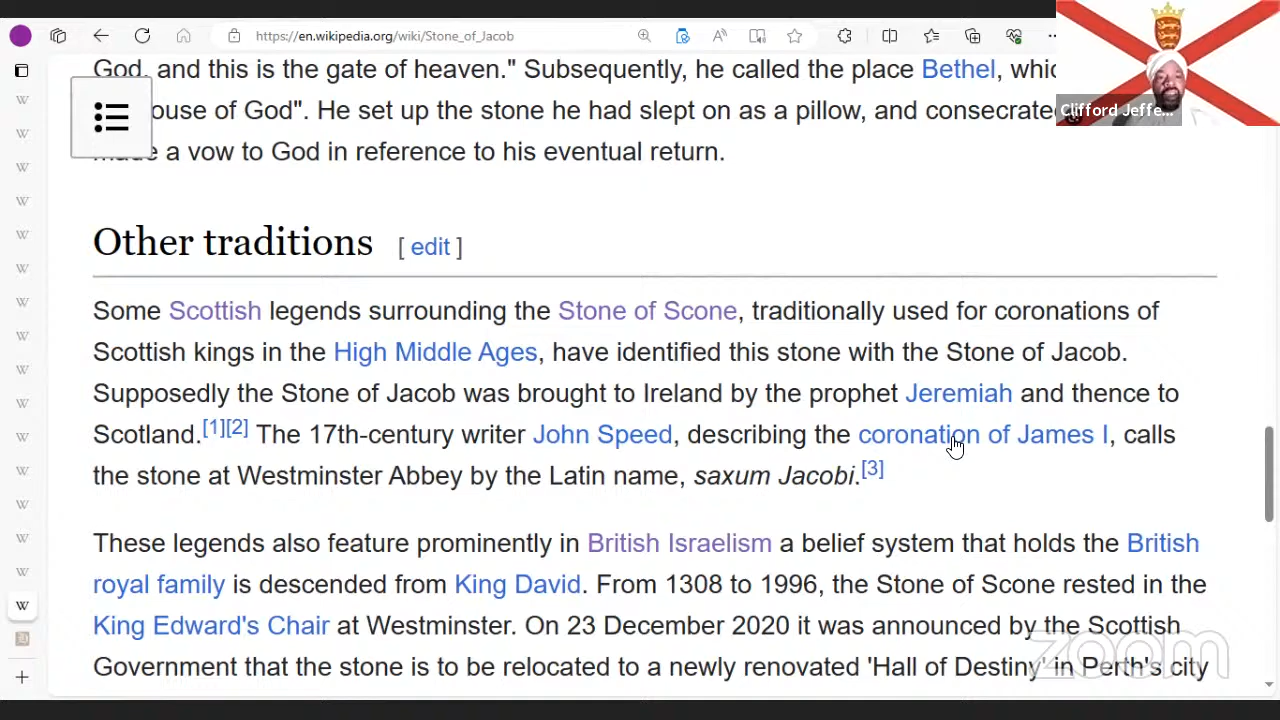 https://en.wikipedia.org/wiki/Stone_of_Jacob
God, and this is the gate of heaven." Subsequently, he called the place Bethel, whic
ouse of God". He set up the stone he had slept on as a pillow, and consecrated
made a vow to God in reference to his eventual return.
Clifford Jeffe...
Other traditions [ edit ]
Some Scottish legends surrounding the Stone of Scone, traditionally used for coronations of
Scottish kings in the High Middle Ages, have identified this stone with the Stone of Jacob.
Supposedly the Stone of Jacob was brought to Ireland by the prophet Jeremiah and thence to
Scotland.[1][2] The 17th-century writer John Speed, describing the coronation of James I, calls
the stone at Westminster Abbey by the Latin name, saxum Jacobi.[3]
These legends also feature prominently in British Israelism a belief system that holds the British
royal family is descended from King David. From 1308 to 1996, the Stone of Scone rested in the
King Edward's Chair at Westminster. On 23 December 2020 it was announced by the Scottish
Government that the stone is to be relocated to a newly renovated 'Hall of Destiny' in Perth's city
zoom